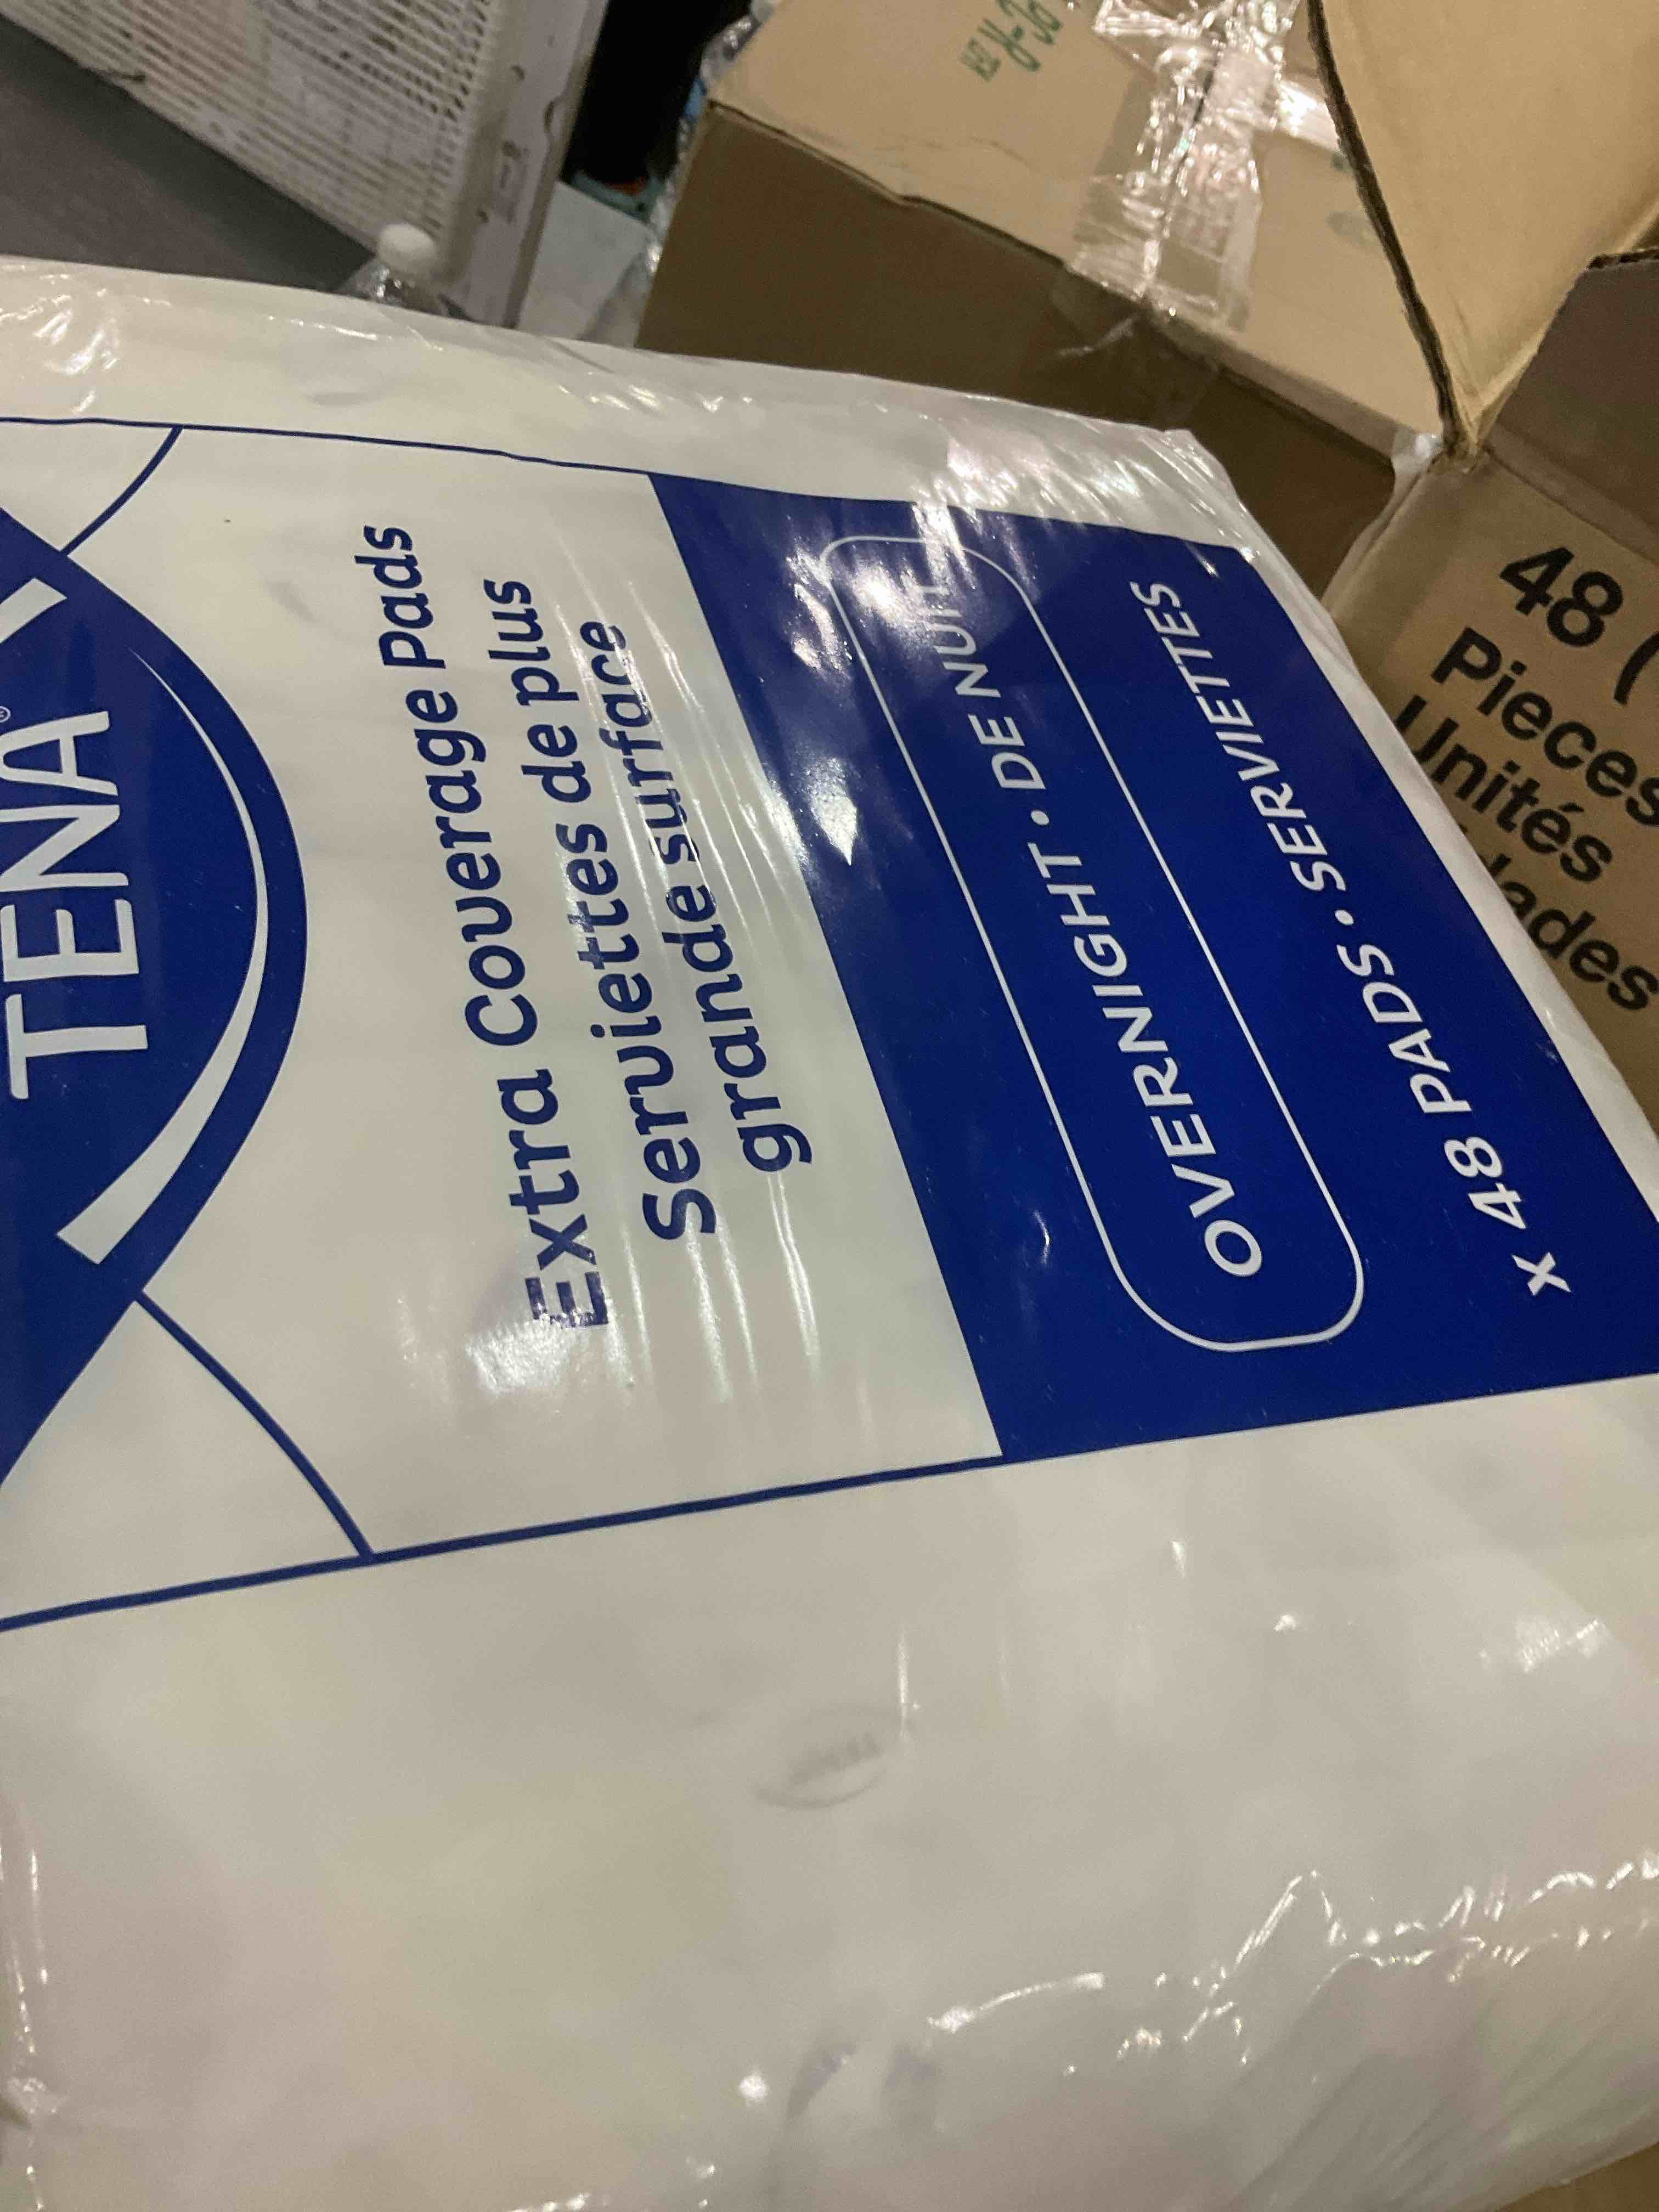 TENA®
Extra Coverage Pads
Serviettes de plus
grande surface
OVERNIGHT • DE NUIT
x 48 PADS • SERVIETTES
48 (
Pieces
Unités